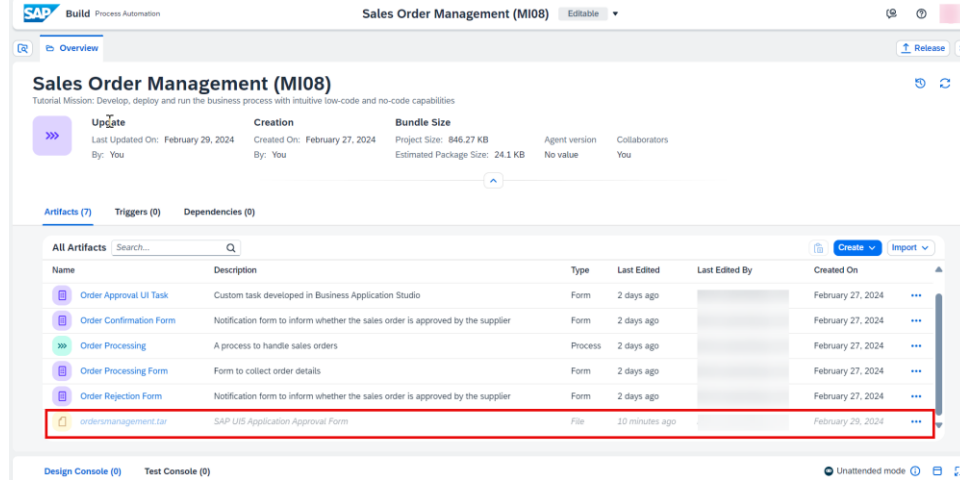 SAP Build Process Automation Sales Order Management (MI08) Editable
Overview Release
Sales Order Management (MI08)
Tutorial Mission: Develop, deploy and run the business process with intuitive low-code and no-code capabilities
Update Creation Bundle Size
Last Updated On: February 29, 2024 Created On: February 27, 2024 Project Size: 846.27 KB Agent version Collaborators
By: You By: You Estimated Package Size: 24.1 KB No value You
Artifacts (7) Triggers (0) Dependencies (0)
All Artifacts Search... Create Import
Name Description Type Last Edited Last Edited By Created On
Order Approval UI Task Custom task developed in Business Application Studio Form 2 days ago February 27, 2024
Order Confirmation Form Notification form to inform whether the sales order is approved by the supplier Form 2 days ago February 27, 2024
Order Processing A process to handle sales orders Process 2 days ago February 27, 2024
Order Processing Form Form to collect order details Form 2 days ago February 27, 2024
Order Rejection Form Notification form to inform whether the sales order is approved by the supplier Form 2 days ago February 27, 2024
ordersmanagement.tar SAP UI5 Application Approval Form File 10 minutes ago February 29, 2024
Design Console (0) Test Console (0) Unattended mode